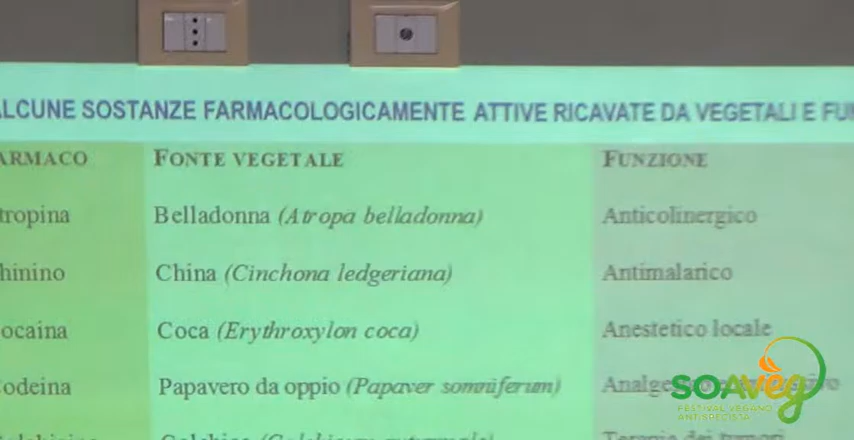 ALCUNE SOSTANZE FARMACOLOGICAMENTE ATTIVE RICAVATE DA VEGETALI E FUN
ARMACO FONTE VEGETALE FUNZIONE
tropina Belladonna (Atropa belladonna) Anticolinergico
hinino China (Cinchona ledgeriana) Antimalarico
ocaina Coca (Erythroxylon coca) Anestetico locale
odeina Papavero da oppio (Papaver somniferum)
SOAveg
FESTIVAL VEGANO
ANTISPECISTA